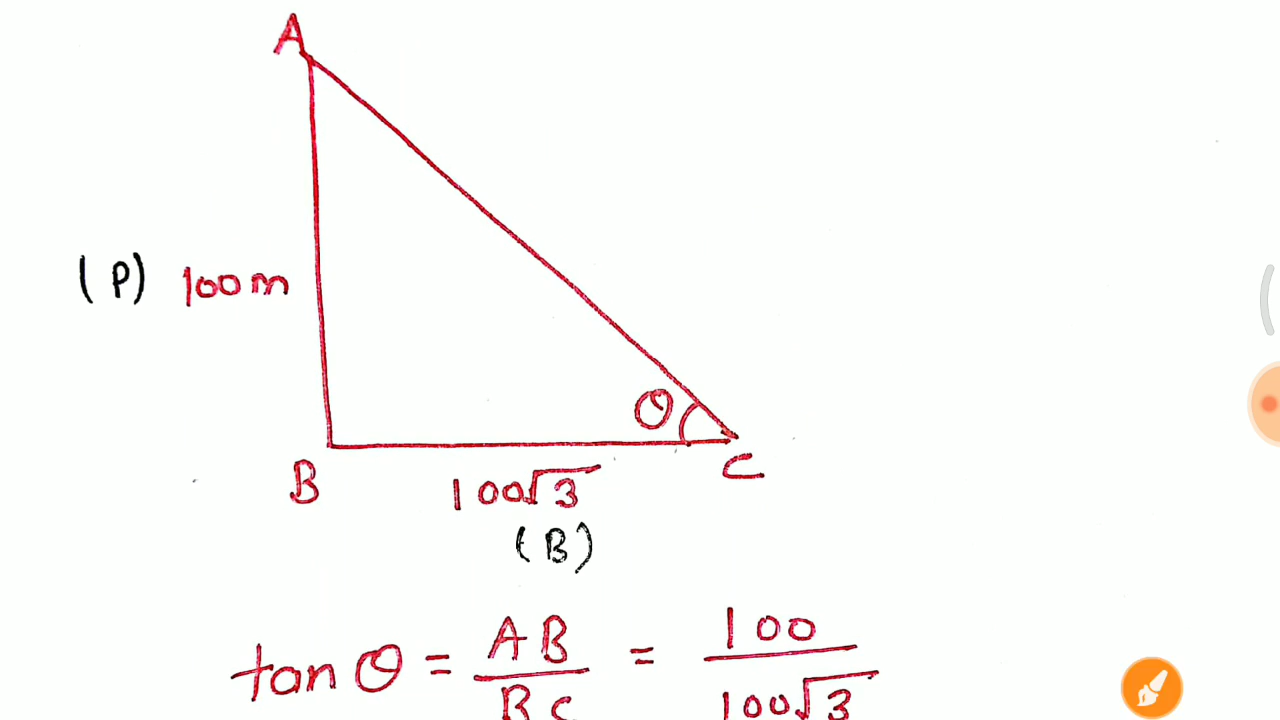 A
(P) 100m
θ
B
C
100√3
(B)
tan θ = AB/BC = 100/100√3